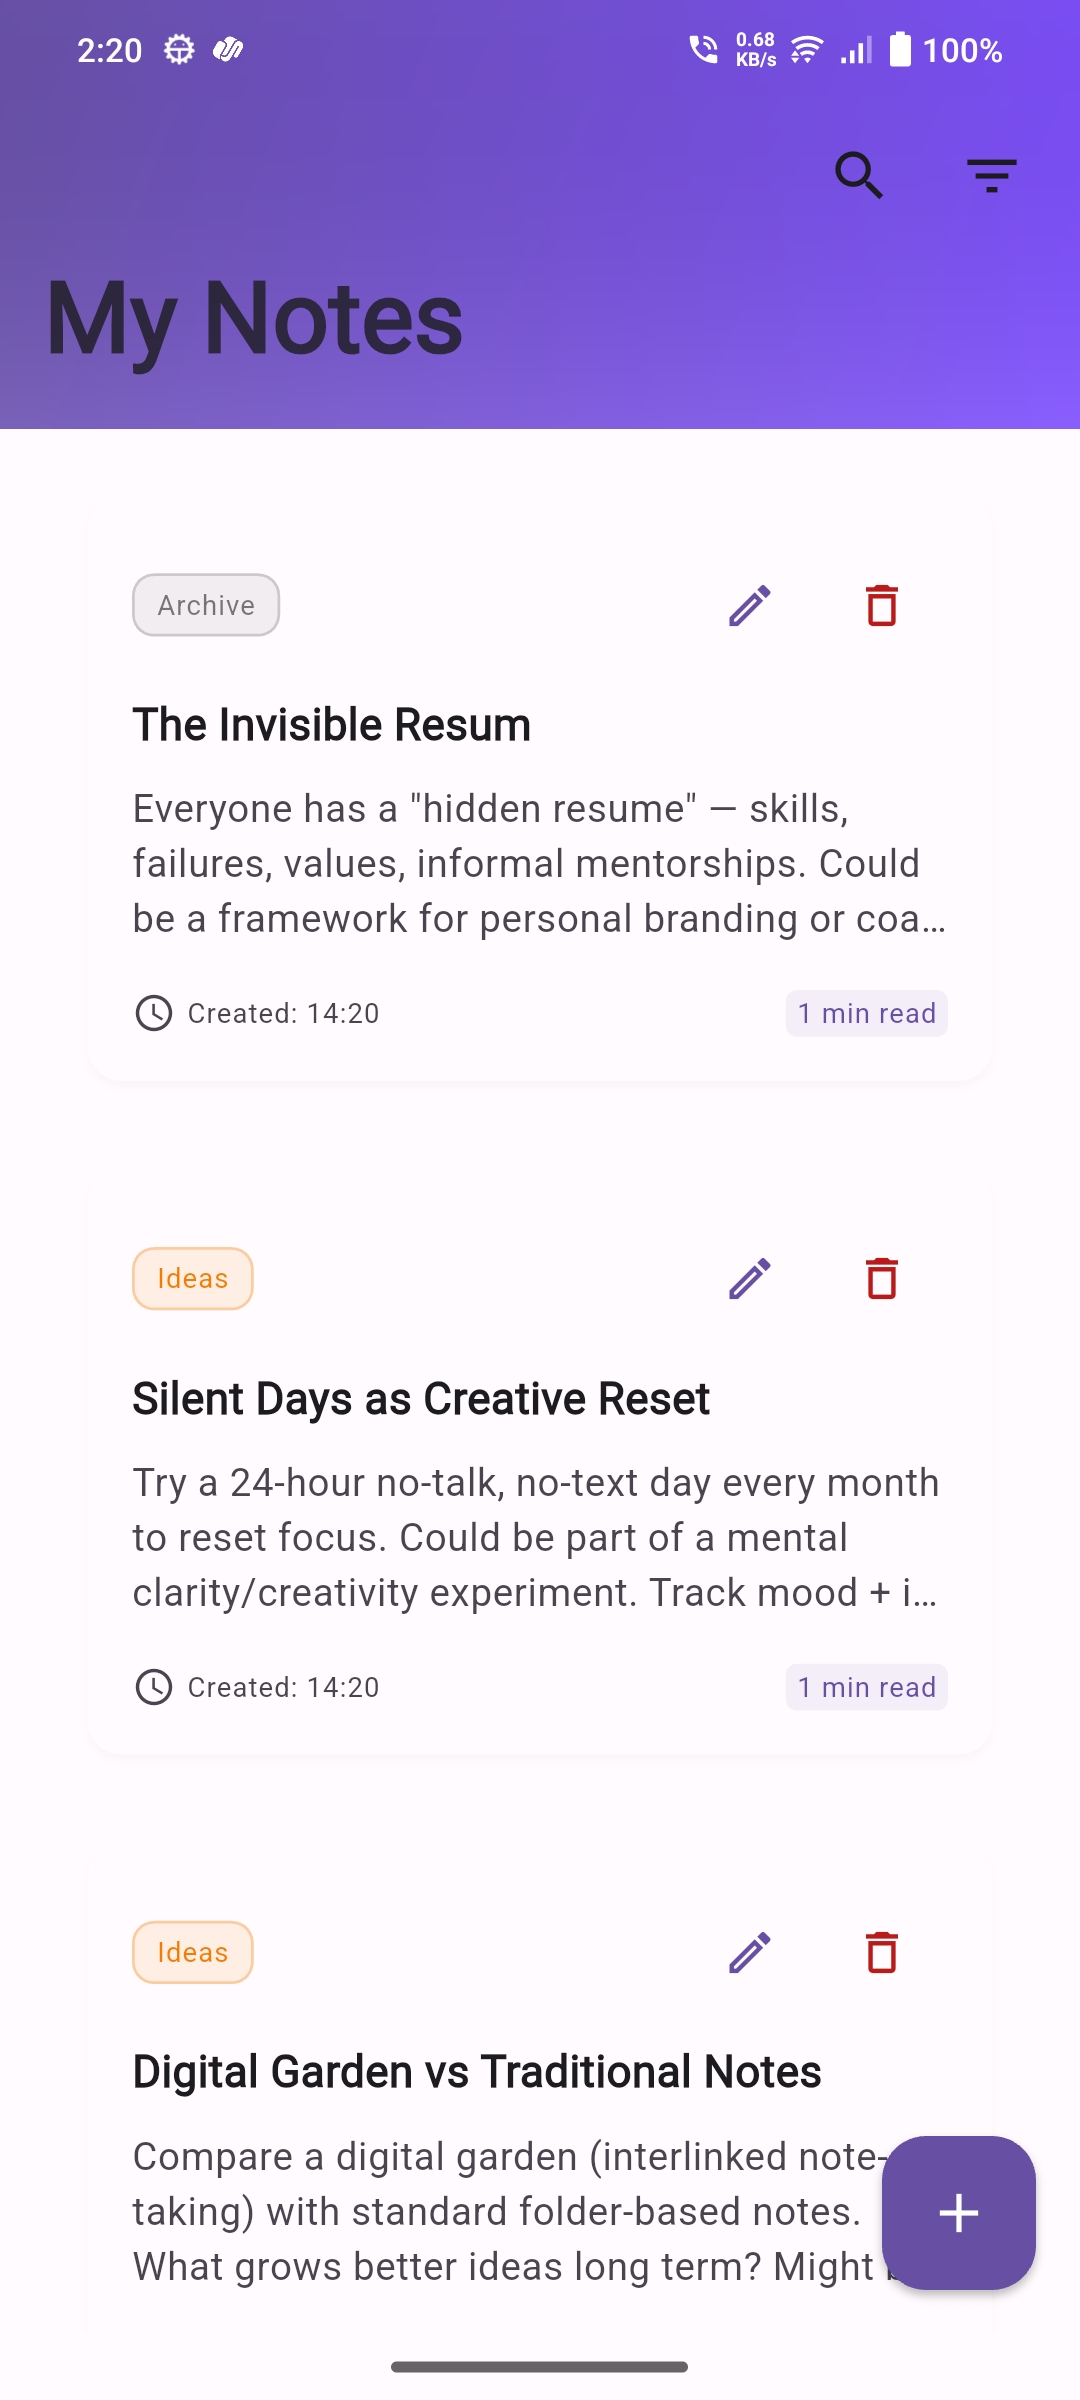 2:20
0.68
KB/s
100%
My Notes
Archive
The Invisible Resum
Everyone has a "hidden resume" — skills,
failures, values, informal mentorships. Could
be a framework for personal branding or coa…
Created: 14:20
1 min read
Ideas
Silent Days as Creative Reset
Try a 24-hour no-talk, no-text day every month
to reset focus. Could be part of a mental
clarity/creativity experiment. Track mood + i…
Created: 14:20
1 min read
Ideas
Digital Garden vs Traditional Notes
Compare a digital garden (interlinked note-
taking) with standard folder-based notes.
What grows better ideas long term? Might